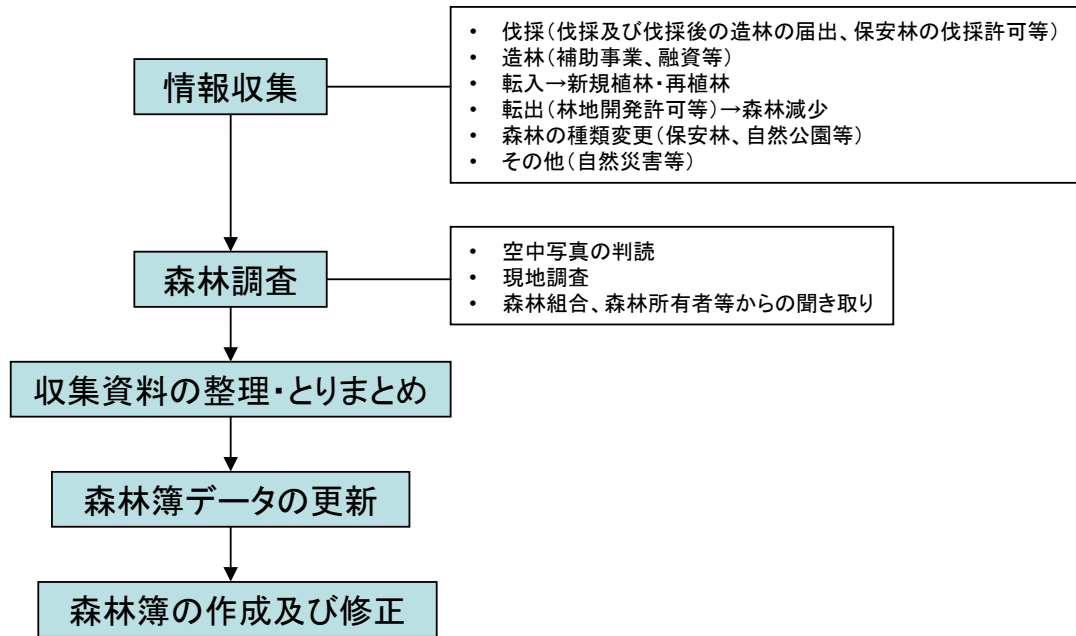 情報収集
• 伐採(伐採及び伐採後の造林の届出、保安林の伐採許可等)
• 造林(補助事業、融資等)
• 転入→新規植林・再植林
• 転出(林地開発許可等)→森林減少
• 森林の種類変更(保安林、自然公園等)
• その他(自然災害等)
森林調査
• 空中写真の判読
• 現地調査
• 森林組合、森林所有者等からの聞き取り
収集資料の整理・とりまとめ
森林簿データの更新
森林簿の作成及び修正